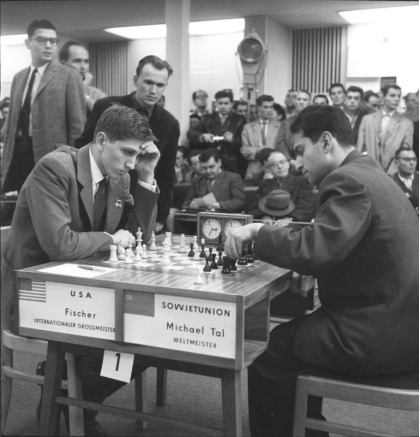 USA
Fischer
INTERNATIONALER GROSSMEISTER
SOWJETUNION
Michael Tal
WELTMEISTER
1